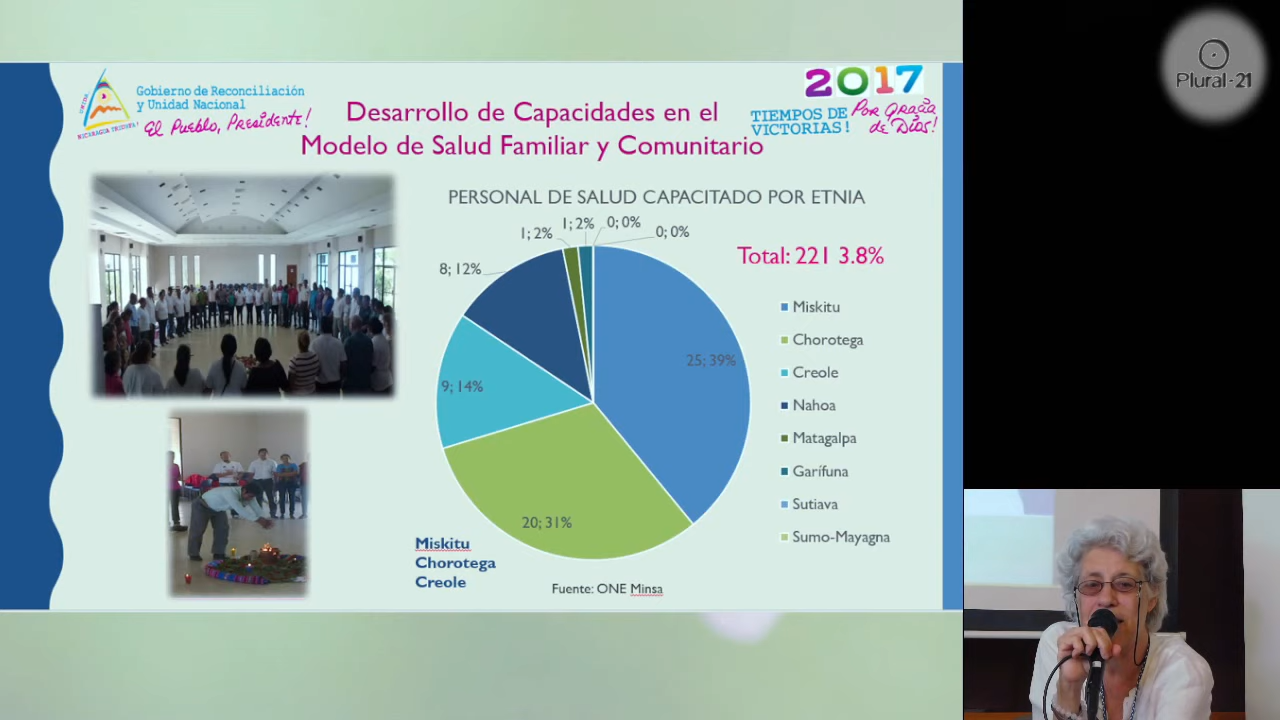 Plural-21
Gobierno de Reconciliación
y Unidad Nacional
El Pueblo, Presidente!
2017
TIEMPOS DE
VICTORIAS!
Por Gracia
de Dios!
Desarrollo de Capacidades en el
Modelo de Salud Familiar y Comunitario
PERSONAL DE SALUD CAPACITADO POR ETNIA
1; 2%
1; 2%
0; 0%
0; 0%
8; 12%
9; 14%
20; 31%
25; 39%
Total: 221 3.8%
Miskitu
Chorotega
Creole
Nahoa
Matagalpa
Garífuna
Sutiava
Sumo-Mayagna
Miskitu
Chorotega
Creole
Fuente: ONE Minsa